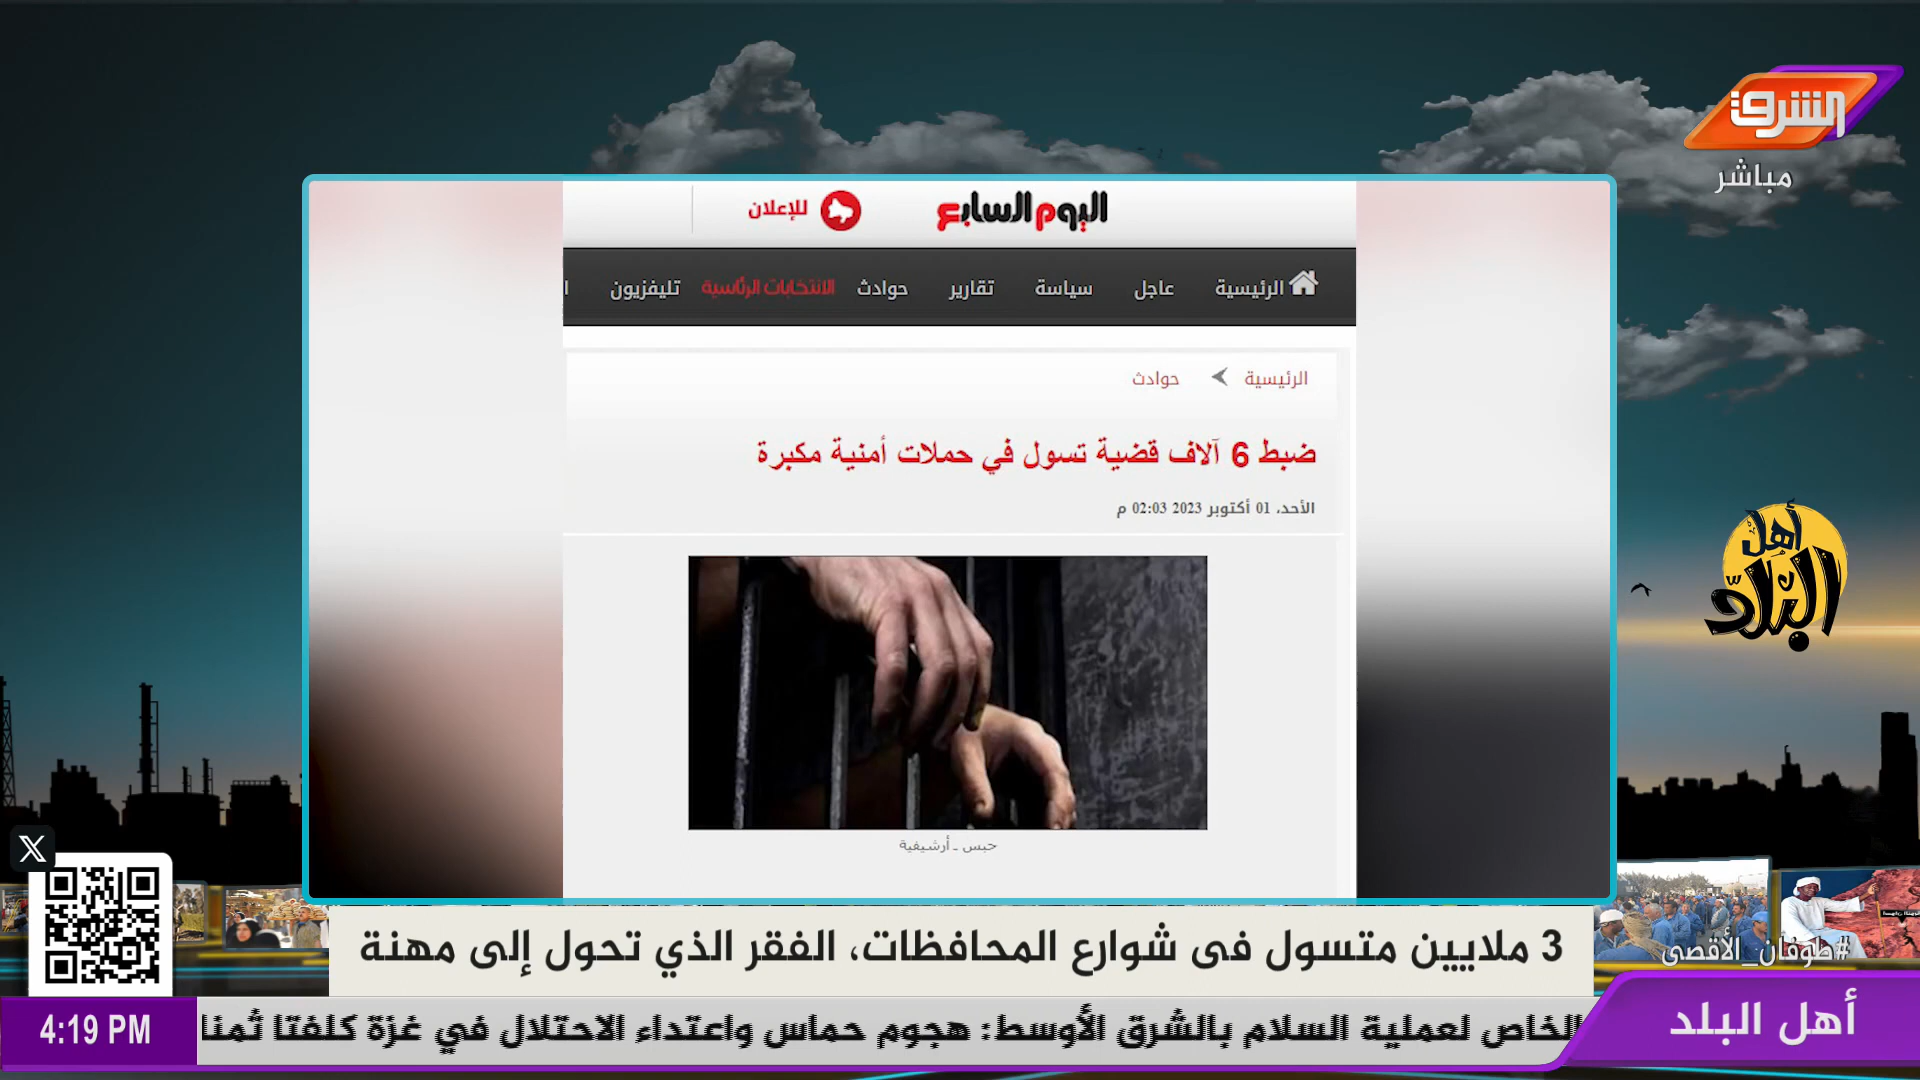 الشرق
مباشر
اليوم السابع
للإعلان
الرئيسية
عاجل
سياسة
تقارير
حوادث
الانتخابات الرئاسية
تليفزيون
الرئيسية
حوادث
ضبط 6 آلاف قضية تسول في حملات أمنية مكبرة
الأحد، 01 أكتوبر 2023 02:03 م
حبس ـ أرشيفية
أهل البلد
X
3 ملايين متسول فى شوارع المحافظات، الفقر الذي تحول إلى مهنة
#طوفان_الأقصى
أهل البلد
الخاص لعملية السلام بالشرق الأوسط: هجوم حماس واعتداء الاحتلال في غزة كلفتا ثمنا
4:19 PM